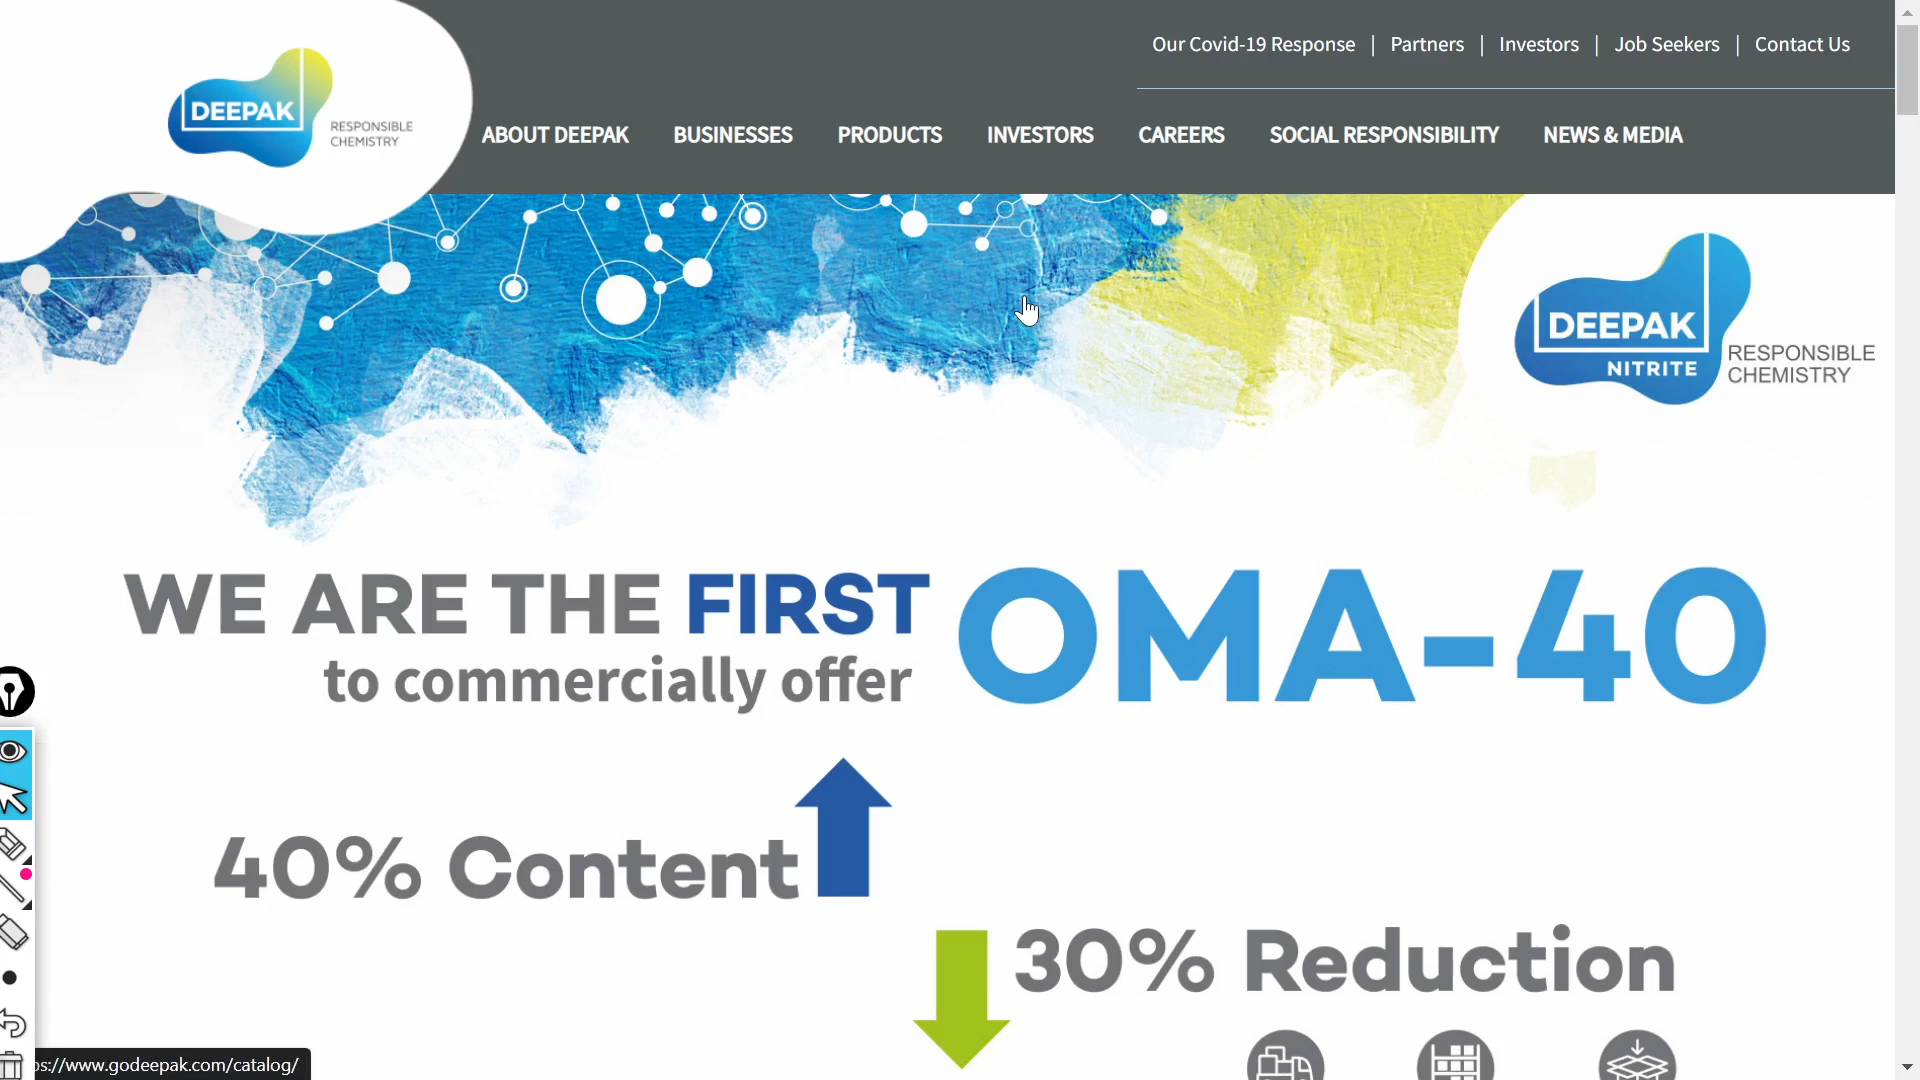 Our Covid-19 Response | Partners | Investors | Job Seekers | Contact Us
DEEPAK
RESPONSIBLE
CHEMISTRY
ABOUT DEEPAK BUSINESSES PRODUCTS INVESTORS CAREERS SOCIAL RESPONSIBILITY NEWS & MEDIA
DEEPAK
NITRITE
RESPONSIBLE
CHEMISTRY
WE ARE THE FIRST
to commercially offer
OMA-40
40% Content
30% Reduction
ps://www.godeepak.com/catalog/